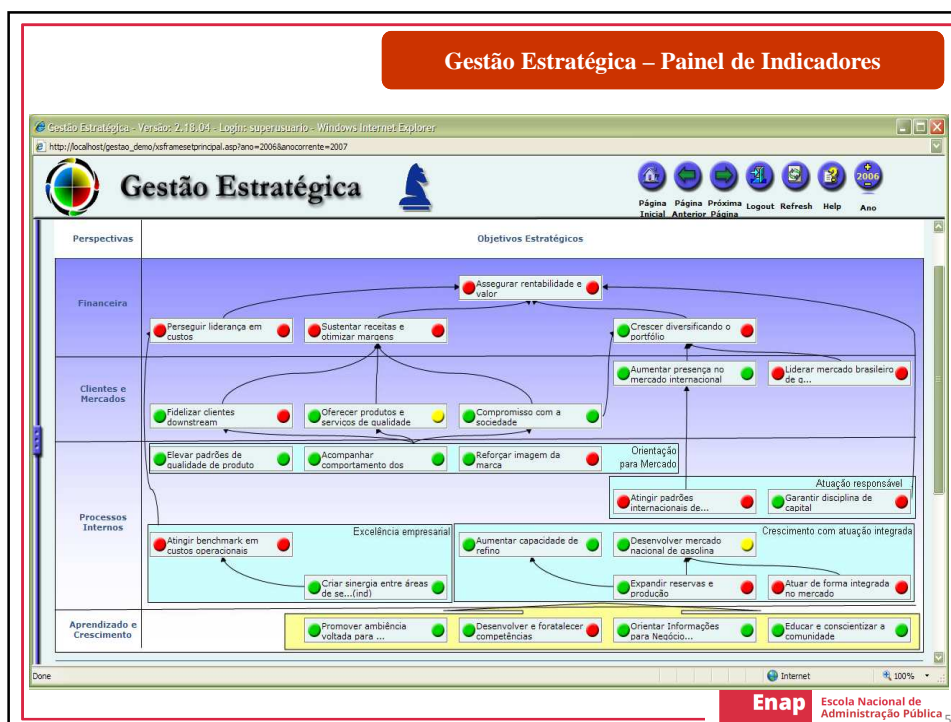 Gestão Estratégica – Painel de Indicadores
Gestão Estratégica - Versão: 2.18.04 - Login: superusuario - Windows Internet Explorer
http://localhost/gestao_demo/xsframesetprincipal.asp?ano=2006&anocorrente=2007
Gestão Estratégica
2006
Página Inicial
Página Anterior
Próxima Página
Logout
Refresh
Help
Ano
Perspectivas
Objetivos Estratégicos
Financeira
Assegurar rentabilidade e
valor
Perseguir liderança em
custos
Sustentar receitas e
otimizar margens
Crescer diversificando o
portfólio
Clientes e
Mercados
Aumentar presença no
mercado internacional
Liderar mercado brasileiro
de g...
Fidelizar clientes
downstream
Oferecer produtos e
serviços de qualidade
Compromisso com a
sociedade
Processos
Internos
Elevar padrões de
qualidade de produto
Acompanhar
comportamento dos
Reforçar imagem da
marca
Orientação
para Mercado
Atuação responsável
Atingir padrões
internacionais de...
Garantir disciplina de
capital
Excelência empresarial
Atingir benchmark em
custos operacionais
Criar sinergia entre áreas
de se...(ind)
Crescimento com atuação integrada
Aumentar capacidade de
refino
Desenvolver mercado
nacional de gasolina
Expandir reservas e
produção
Atuar de forma integrada
no mercado
Aprendizado e
Crescimento
Promover ambiência
voltada para ...
Desenvolver e foratalecer
competências
Orientar Informações
para Negócio...
Educar e conscientizar a
comunidade
Done
Internet
100%
Enap
Escola Nacional de
Administração Pública